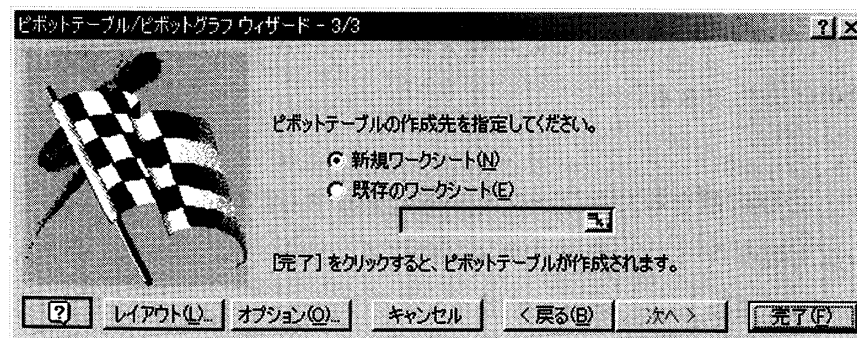 ピボットテーブル/ピボットグラフ ウィザード - 3/3
ピボットテーブルの作成先を指定してください。
新規ワークシート(N)
既存のワークシート(E)
[完了] をクリックすると、ピボットテーブルが作成されます。
レイアウト(L)... オプション(O)... キャンセル < 戻る(B) 次へ > 完了(F)